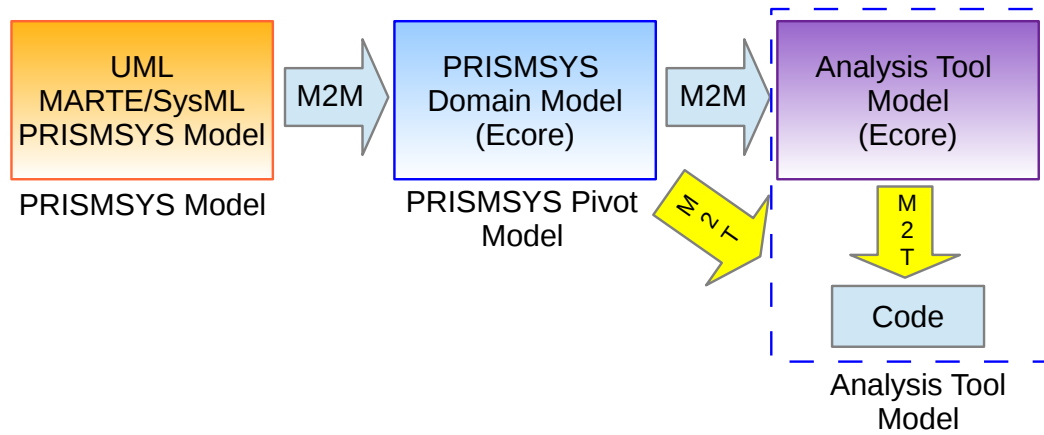 UML
MARTE/SysML
PRISMSYS Model
M2M
PRISMSYS
Domain Model
(Ecore)
M2M
Analysis Tool
Model
(Ecore)
PRISMSYS Model
PRISMSYS Pivot
Model
M2T
M
2
T
Code
Analysis Tool
Model